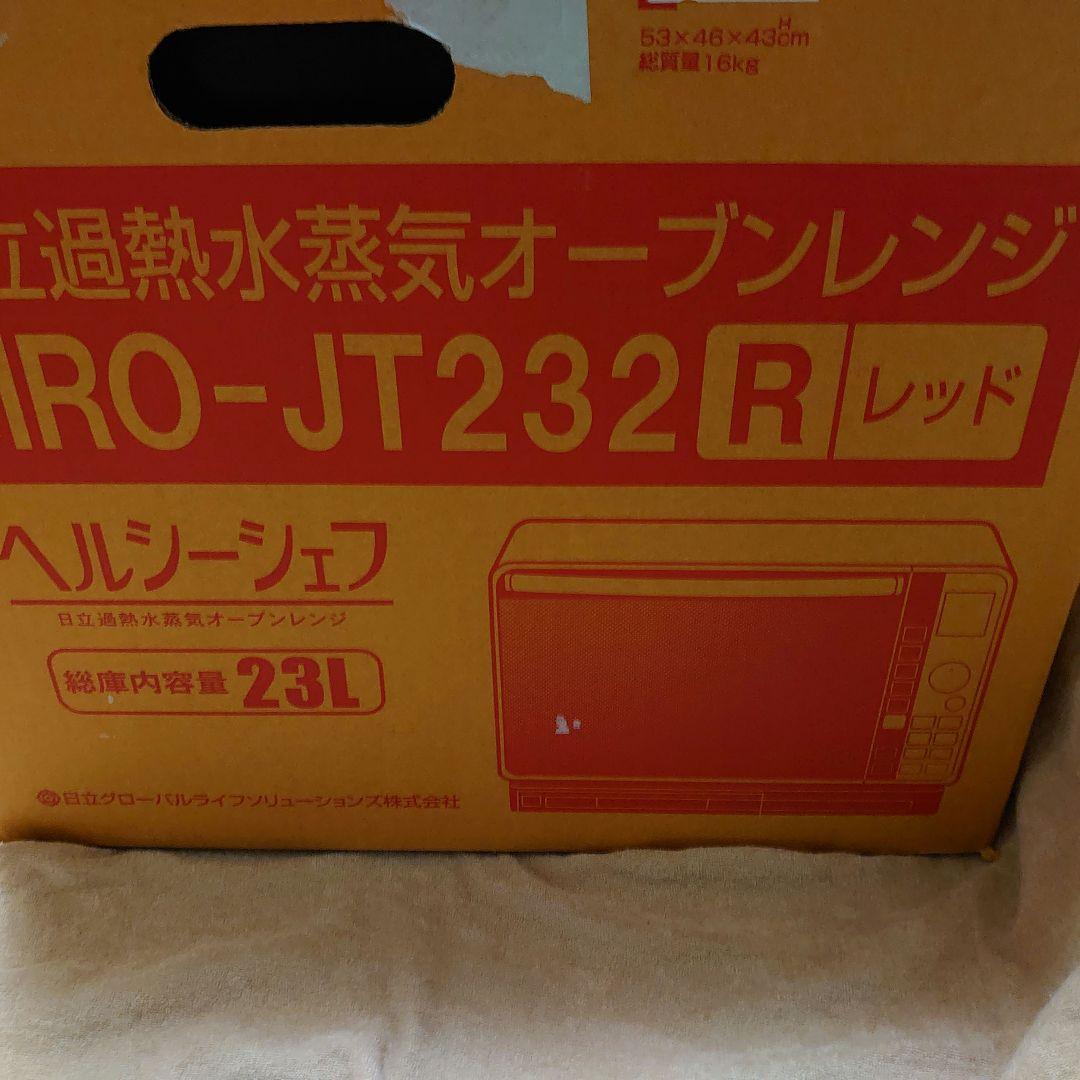 53×46×43cm
H
総質量16kg
立過熱水蒸気オーブンレンジ
MRO-JT232 R レッド
ヘルシーシェフ
日立過熱水蒸気オーブンレンジ
総庫内容量 23L
日立グローバルライフソリューションズ株式会社